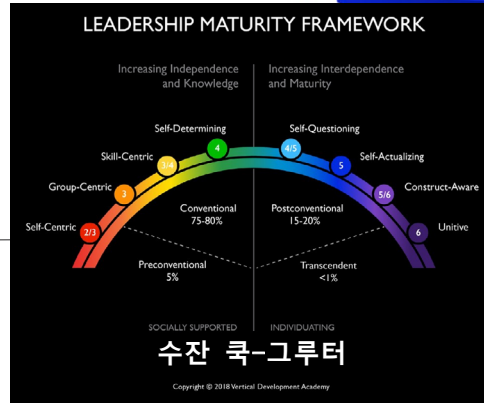 LEADERSHIP MATURITY FRAMEWORK
Increasing Independence
and Knowledge
Increasing Interdependence
and Maturity
Self-Determining
4
Self-Questioning
4/5
Skill-Centric
3/4
Self-Actualizing
5
Group-Centric
3
Construct-Aware
5/6
Self-Centric
2/3
Unitive
6
Conventional
75-80%
Postconventional
15-20%
Preconventional
5%
Transcendent
<1%
SOCIALLY SUPPORTED
INDIVIDUATING
수잔 쿡-그루터
Copyright © 2018 Vertical Development Academy